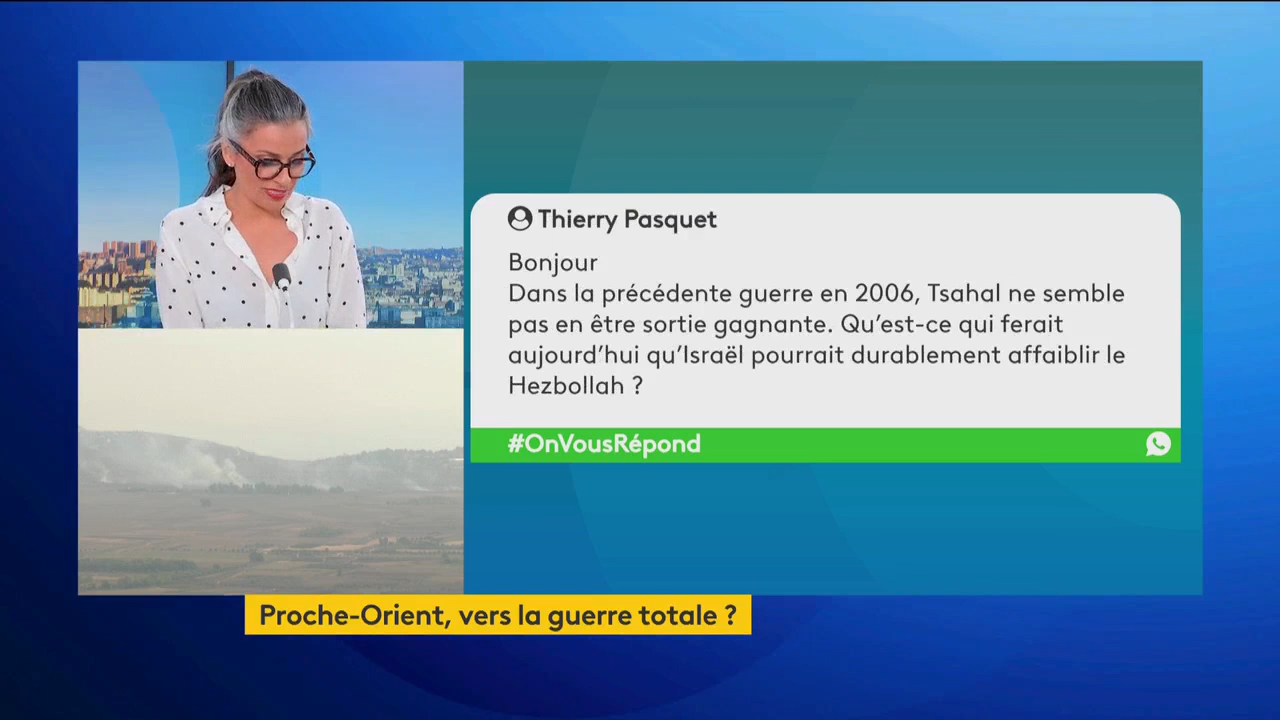 Thierry Pasquet
Bonjour
Dans la précédente guerre en 2006, Tsahal ne semble
pas en être sortie gagnante. Qu’est-ce qui ferait
aujourd’hui qu’Israël pourrait durablement affaiblir le
Hezbollah ?
#OnVousRépond
Proche-Orient, vers la guerre totale ?